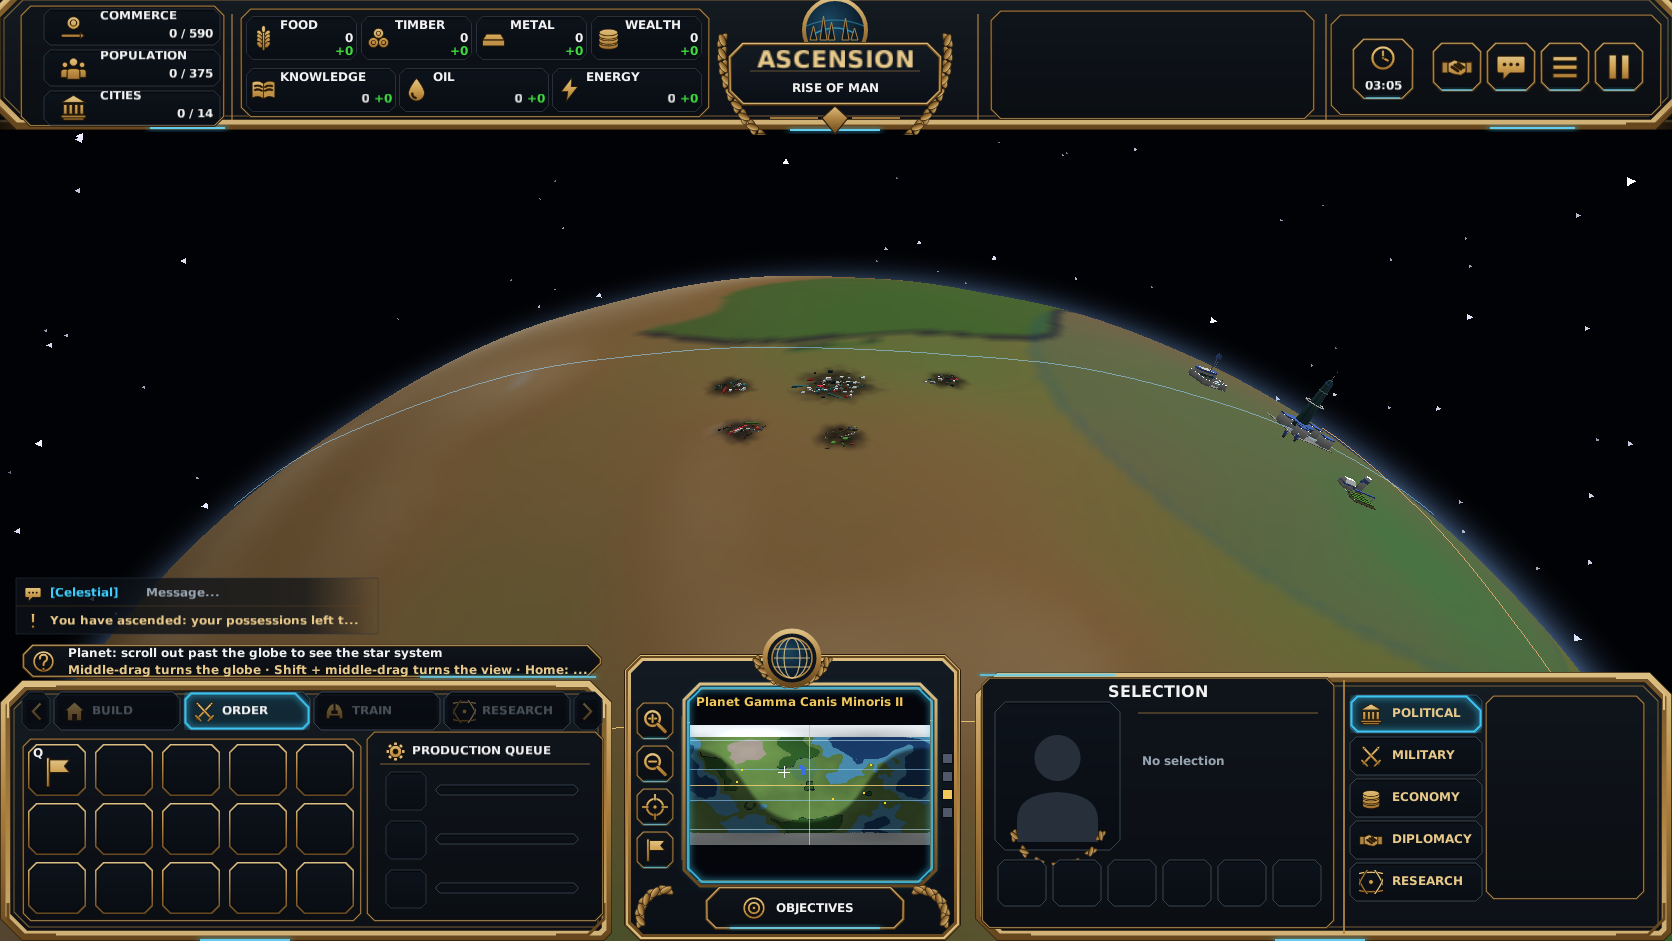 COMMERCE
0 / 590
POPULATION
0 / 375
CITIES
0 / 14
FOOD
0
+0
TIMBER
0
+0
METAL
0
+0
WEALTH
0
+0
KNOWLEDGE
0 +0
OIL
0 +0
ENERGY
0 +0
ASCENSION
RISE OF MAN
03:05
[Celestial] Message...
! You have ascended: your possessions left t...
Planet: scroll out past the globe to see the star system
Middle-drag turns the globe · Shift + middle-drag turns the view · Home: ...
BUILD
ORDER
TRAIN
RESEARCH
Q
PRODUCTION QUEUE
Planet Gamma Canis Minoris II
OBJECTIVES
SELECTION
No selection
POLITICAL
MILITARY
ECONOMY
DIPLOMACY
RESEARCH